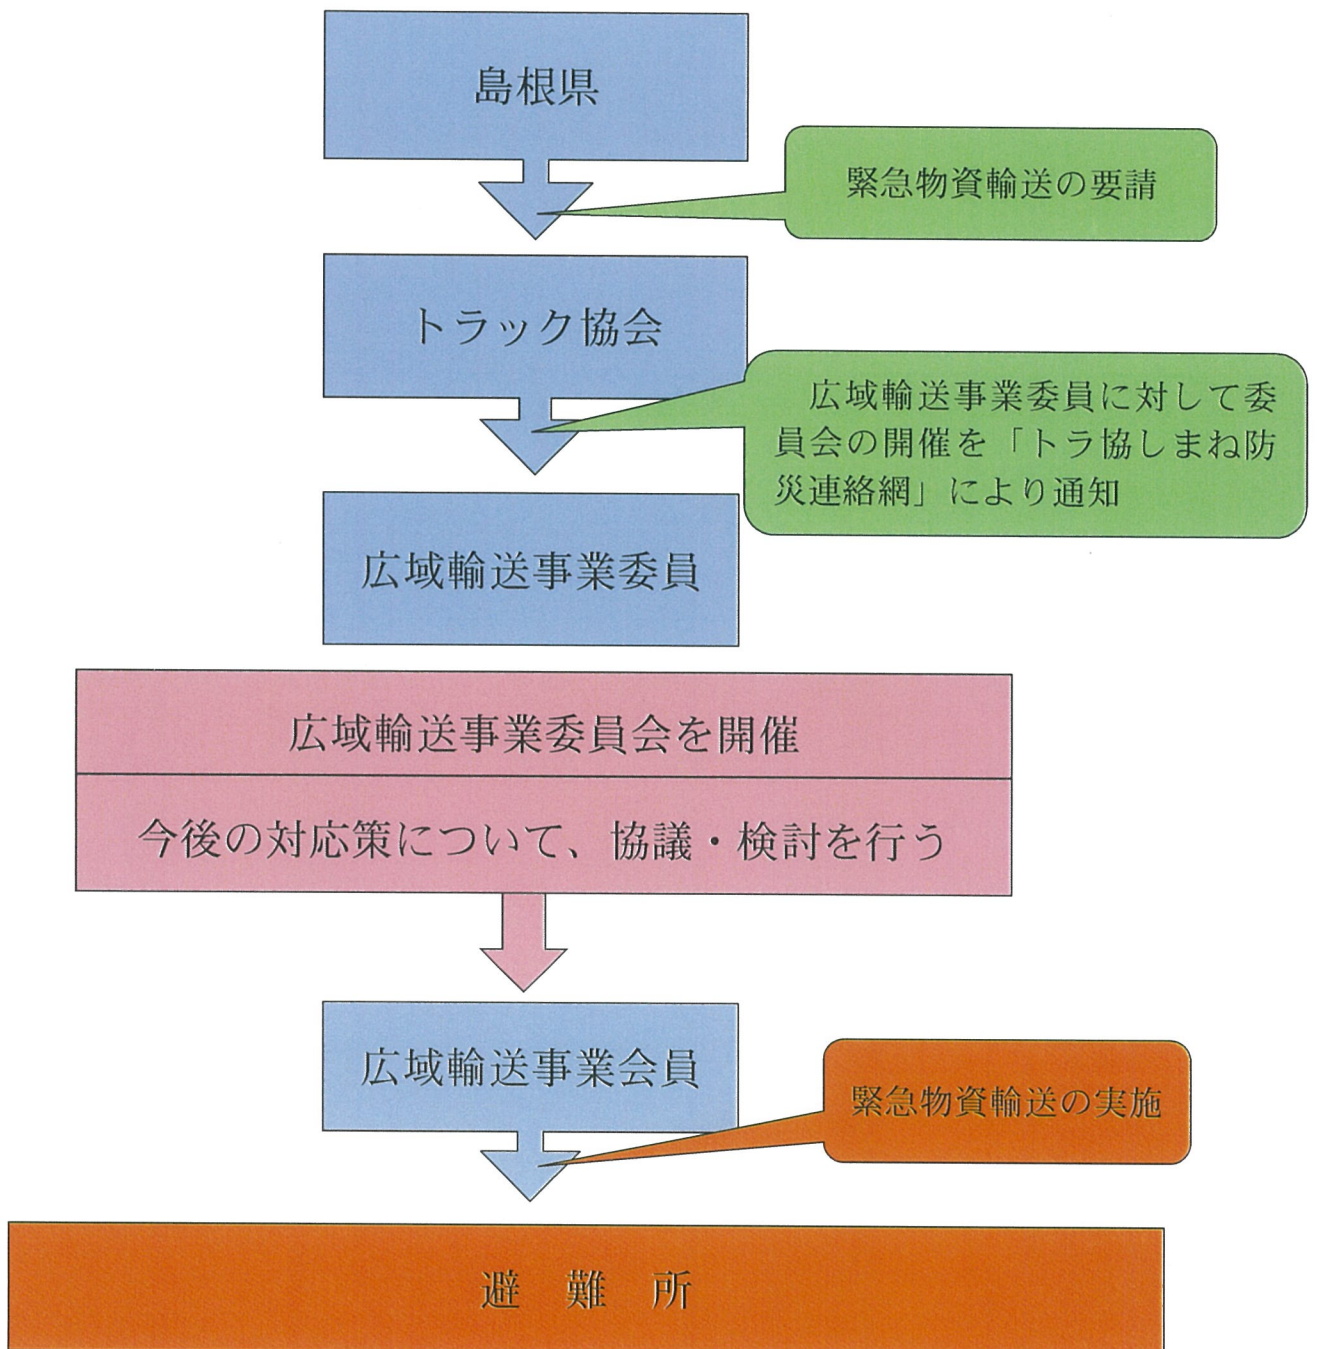 島根県
緊急物資輸送の要請
トラック協会
広域輸送事業委員に対して委
員会の開催を「トラ協しまね防
災連絡網」により通知
広域輸送事業委員
広域輸送事業委員会を開催
今後の対応策について、協議・検討を行う
広域輸送事業会員
緊急物資輸送の実施
避 難 所